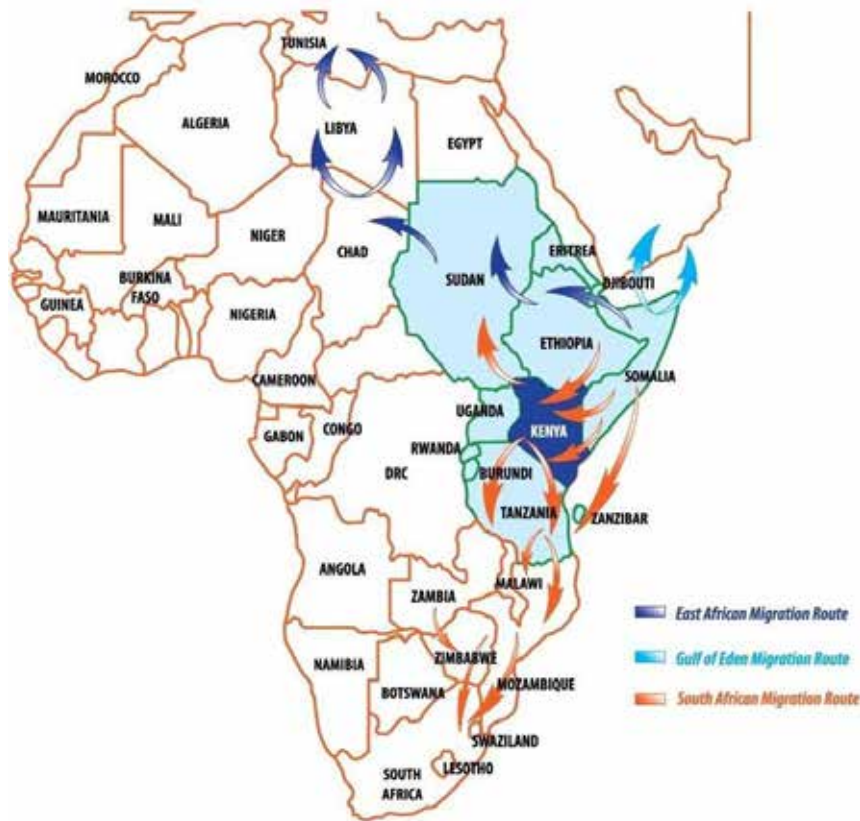 TUNISIA
MOROCCO
ALGERIA
LIBYA
EGYPT
MAURITANIA
MALI
NIGER
CHAD
SUDAN
ERITREA
DJIBOUTI
BURKINA
FASO
GUINEA
NIGERIA
ETHIOPIA
SOMALIA
CAMEROON
UGANDA
KENYA
GABON
CONGO
RWANDA
DRC
BURUNDI
TANZANIA
ZANZIBAR
ANGOLA
MALAWI
ZAMBIA
ZIMBABWE
NAMIBIA
BOTSWANA
MOZAMBIQUE
SWAZILAND
LESOTHO
SOUTH
AFRICA
East African Migration Route
Gulf of Eden Migration Route
South African Migration Route